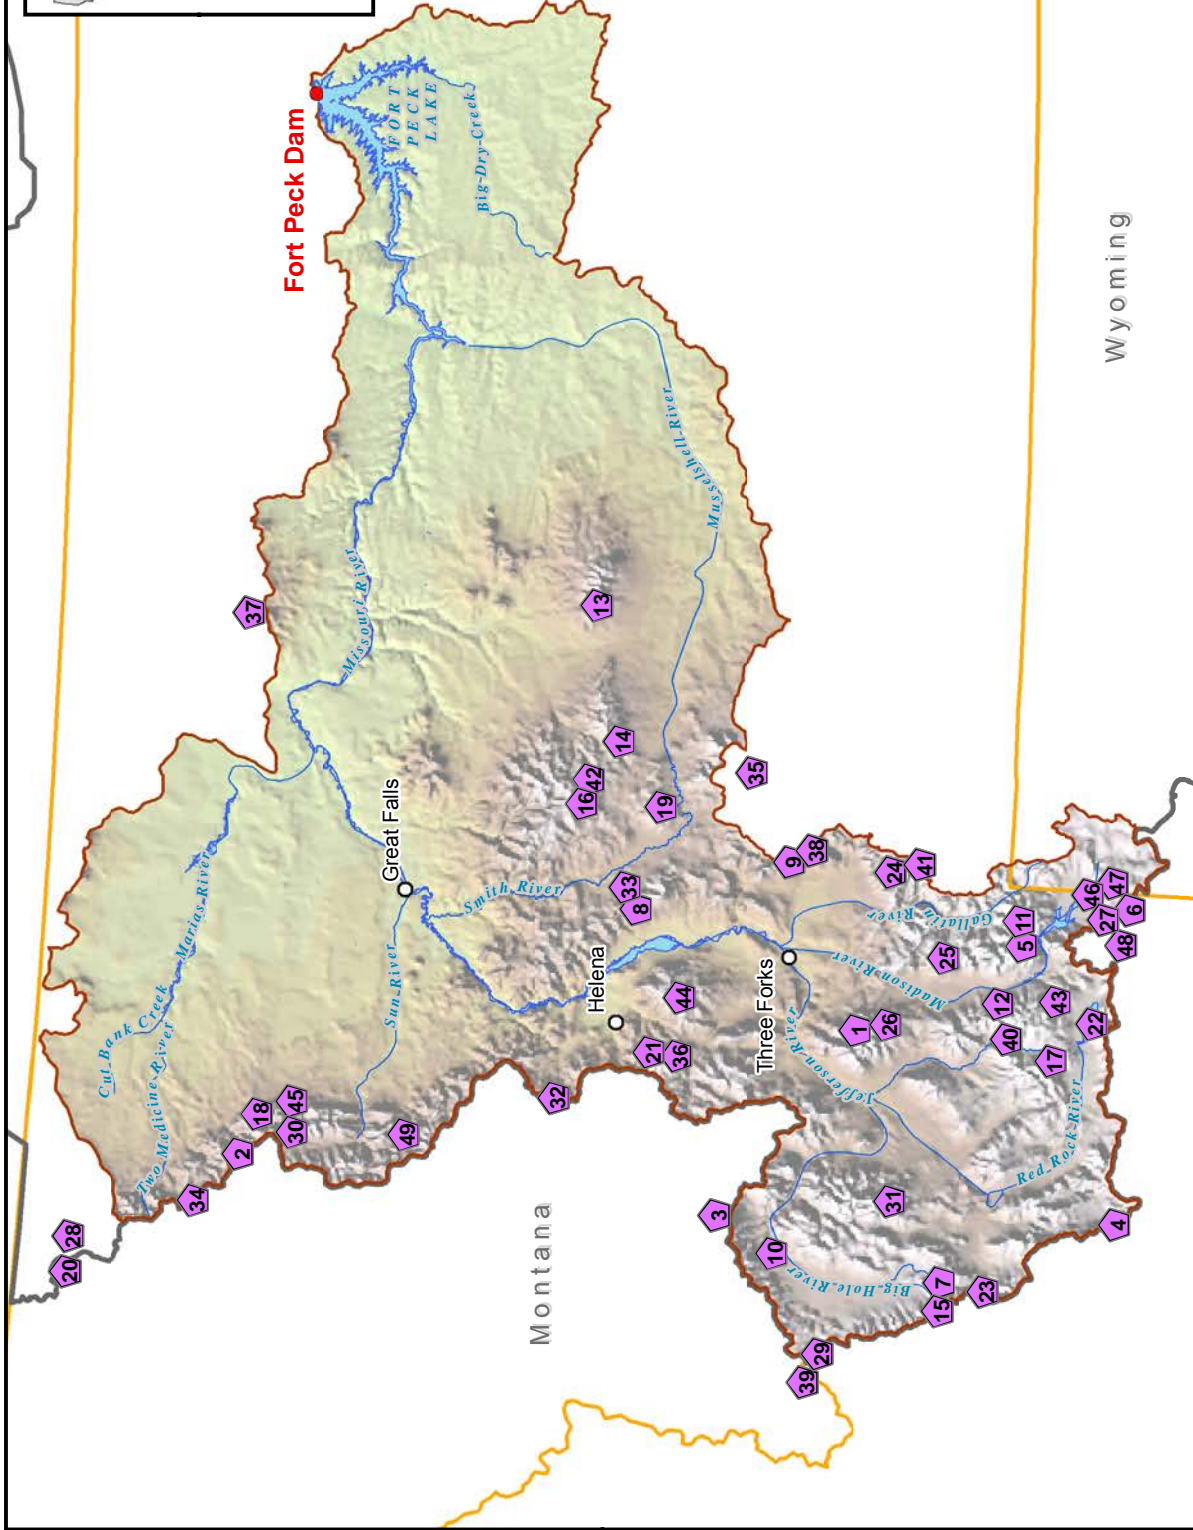 Fort Peck Dam
FORT
PECK
LAKE
Big Dry Creek
Wyoming
Musselshell River
Missouri River
37
13
14
42
16
19
35
Great Falls
Marias River
Cut Bank Creek
Two Medicine River
Sun River
Smith River
33
8
9
38
24
41
Helena
44
21
36
32
Three Forks
Gallatin River
Madison River
Jefferson River
25
11
5
46
47
27
6
48
12
43
22
40
17
1
26
18
45
30
2
49
34
28
20
Montana
3
10
31
Red Rock River
4
Big Hole River
7
15
23
29
39